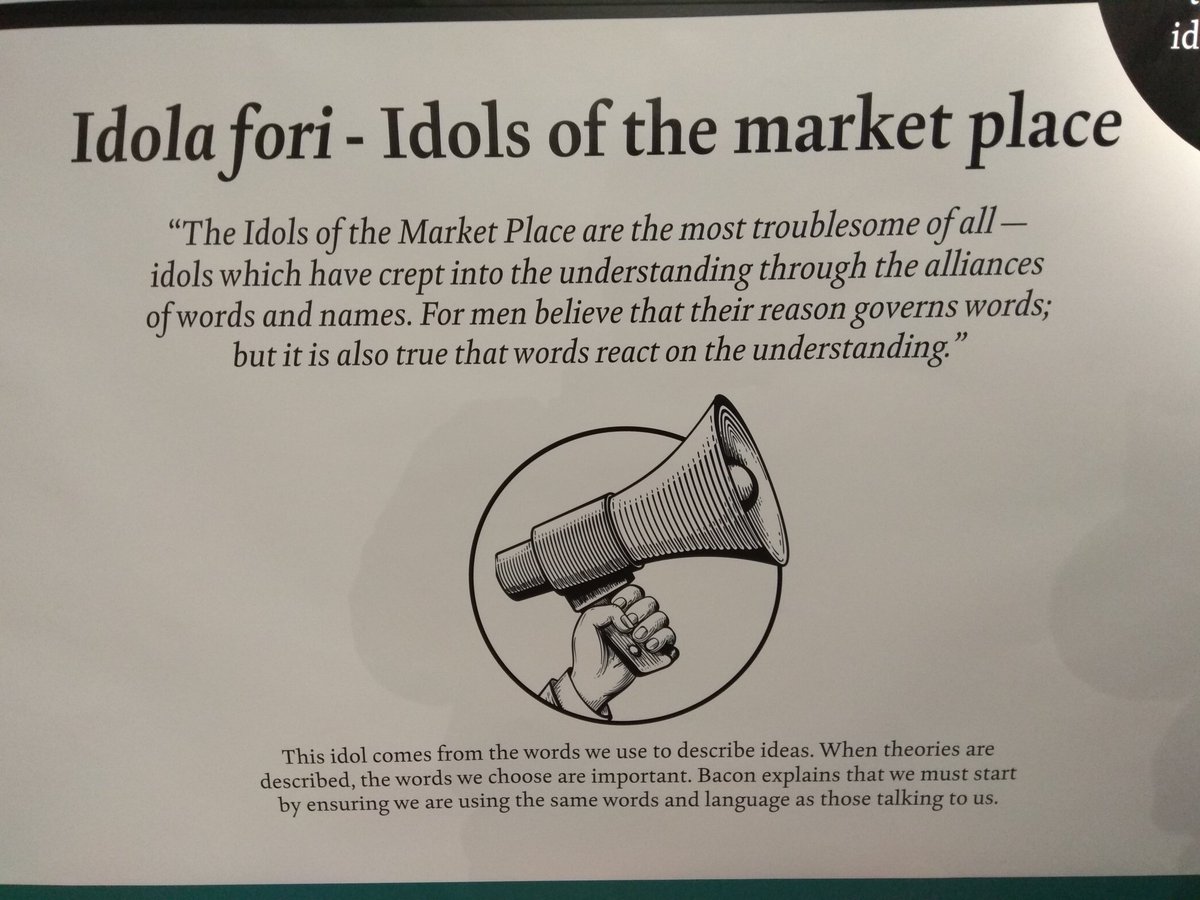 id
Idola fori - Idols of the market place
“The Idols of the Market Place are the most troublesome of all —
idols which have crept into the understanding through the alliances
of words and names. For men believe that their reason governs words;
but it is also true that words react on the understanding.”
This idol comes from the words we use to describe ideas. When theories are
described, the words we choose are important. Bacon explains that we must start
by ensuring we are using the same words and language as those talking to us.